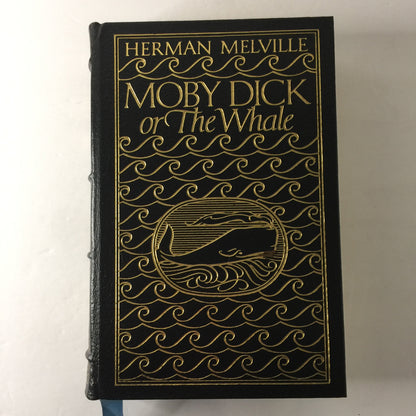 HERMAN MELVILLE
MOBY DICK
or The Whale